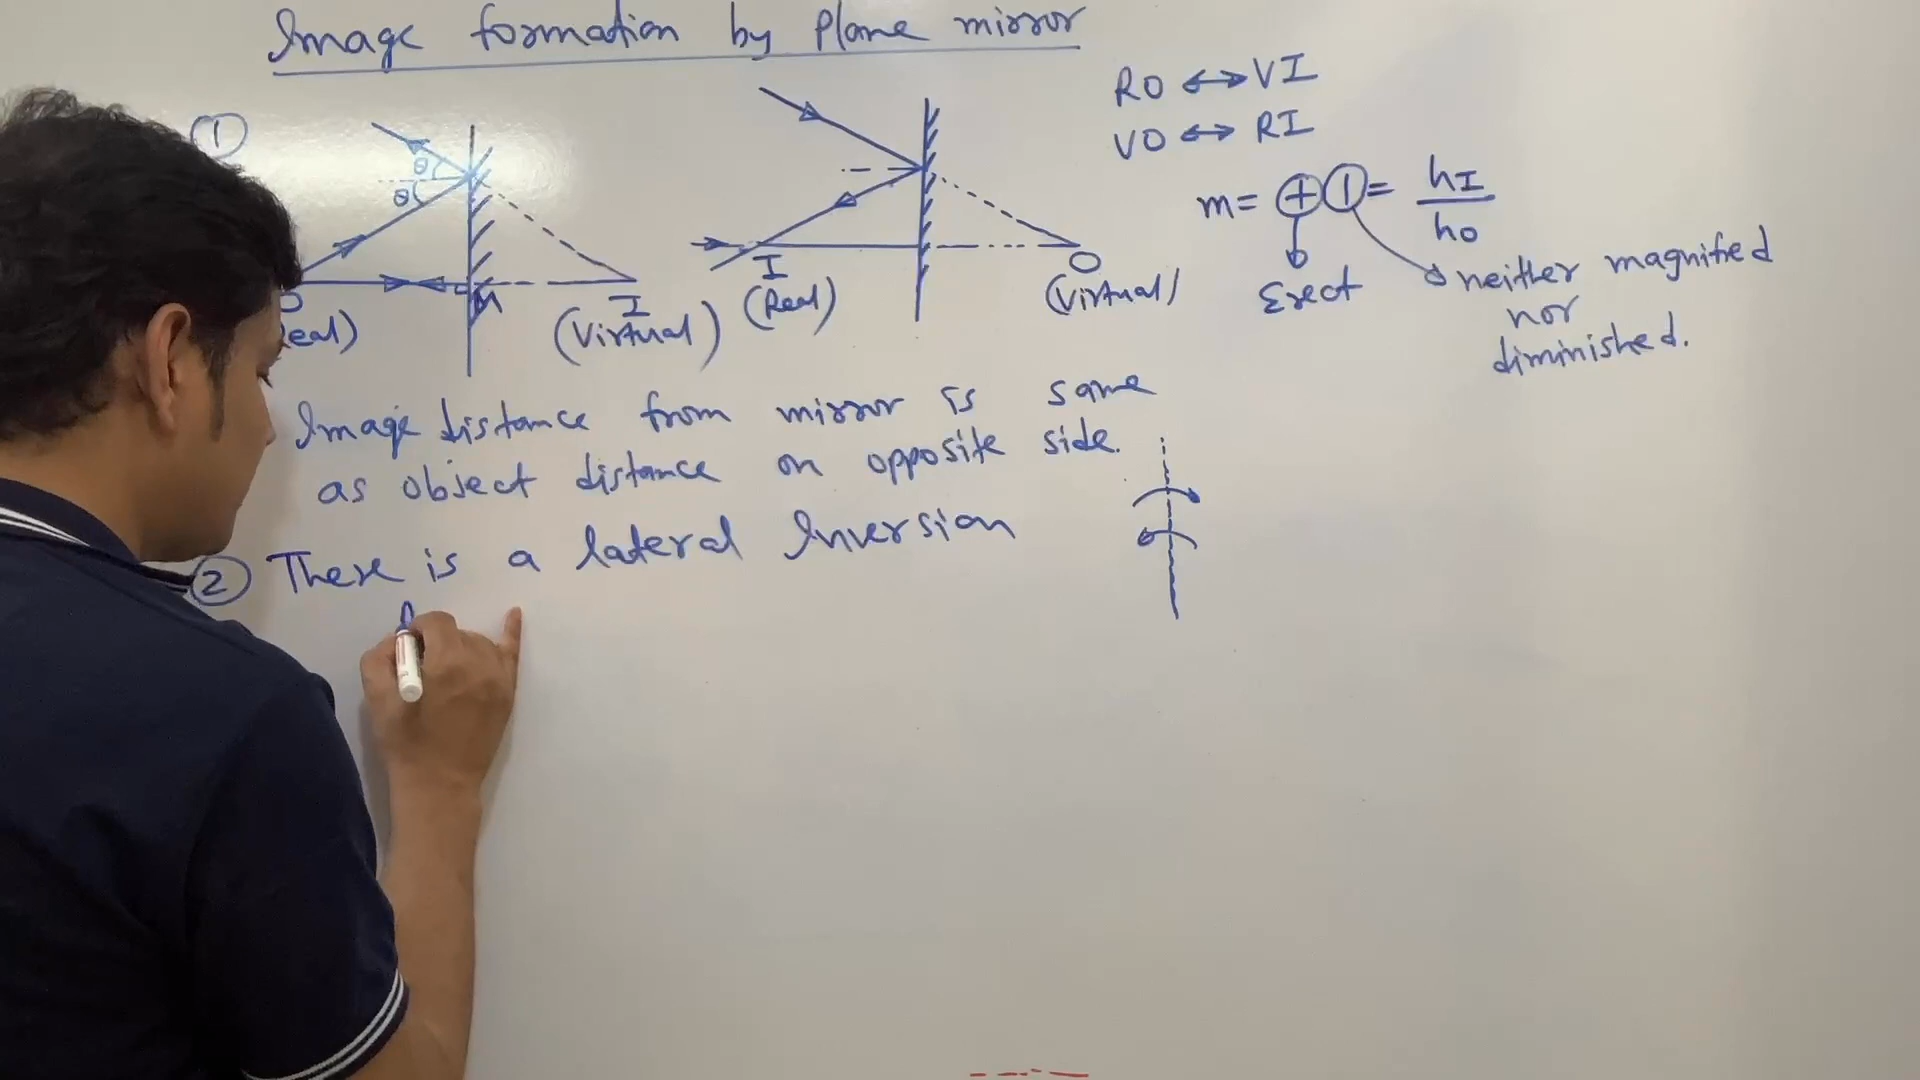 Image formation by plane mirror
①
θ
θ
M
I
eal)
(Virtual)
I
(Real)
O
(Virtual)
RO ↔ VI
VO ↔ RI
m = + 1 = hI / ho
Erect
neither magnified
nor
diminished.
Image distance from mirror is same
as object distance on opposite side.
② There is a lateral Inversion